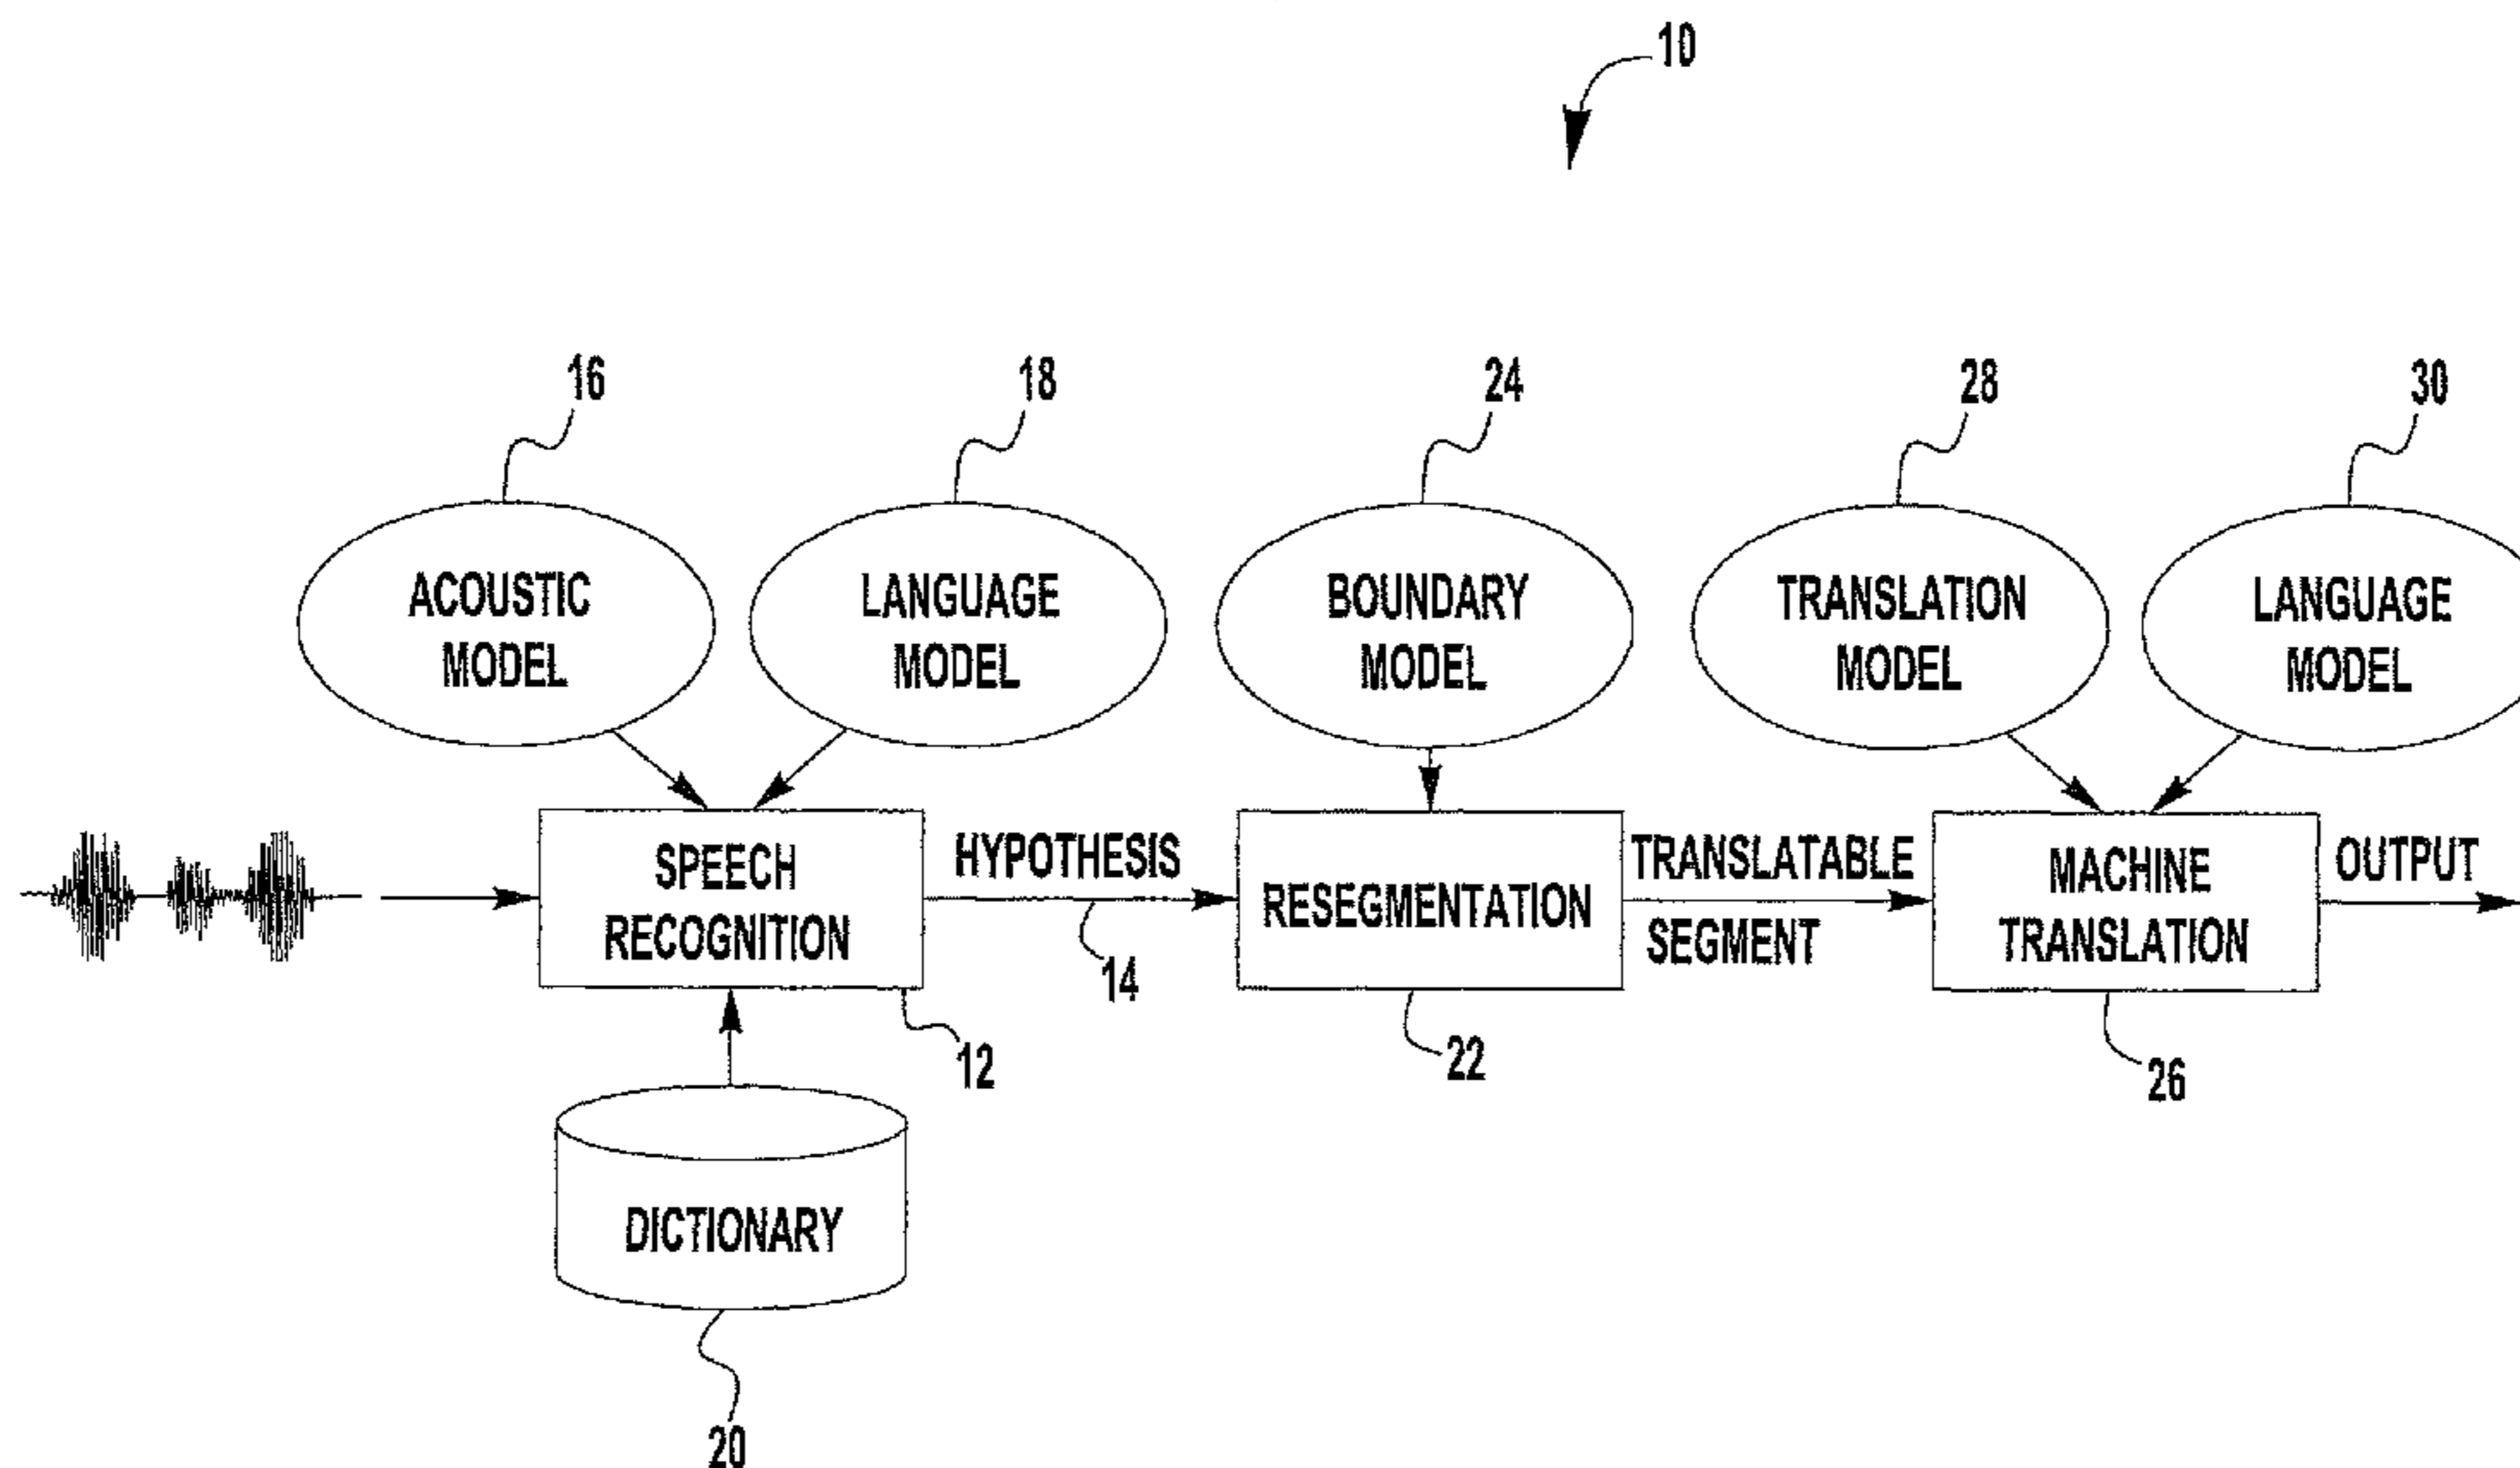 10
16
18
24
28
30
ACOUSTIC
MODEL
LANGUAGE
MODEL
BOUNDARY
MODEL
TRANSLATION
MODEL
LANGUAGE
MODEL
SPEECH
RECOGNITION
HYPOTHESIS
14
RESEGMENTATION
TRANSLATABLE
SEGMENT
MACHINE
TRANSLATION
OUTPUT
12
22
26
DICTIONARY
20